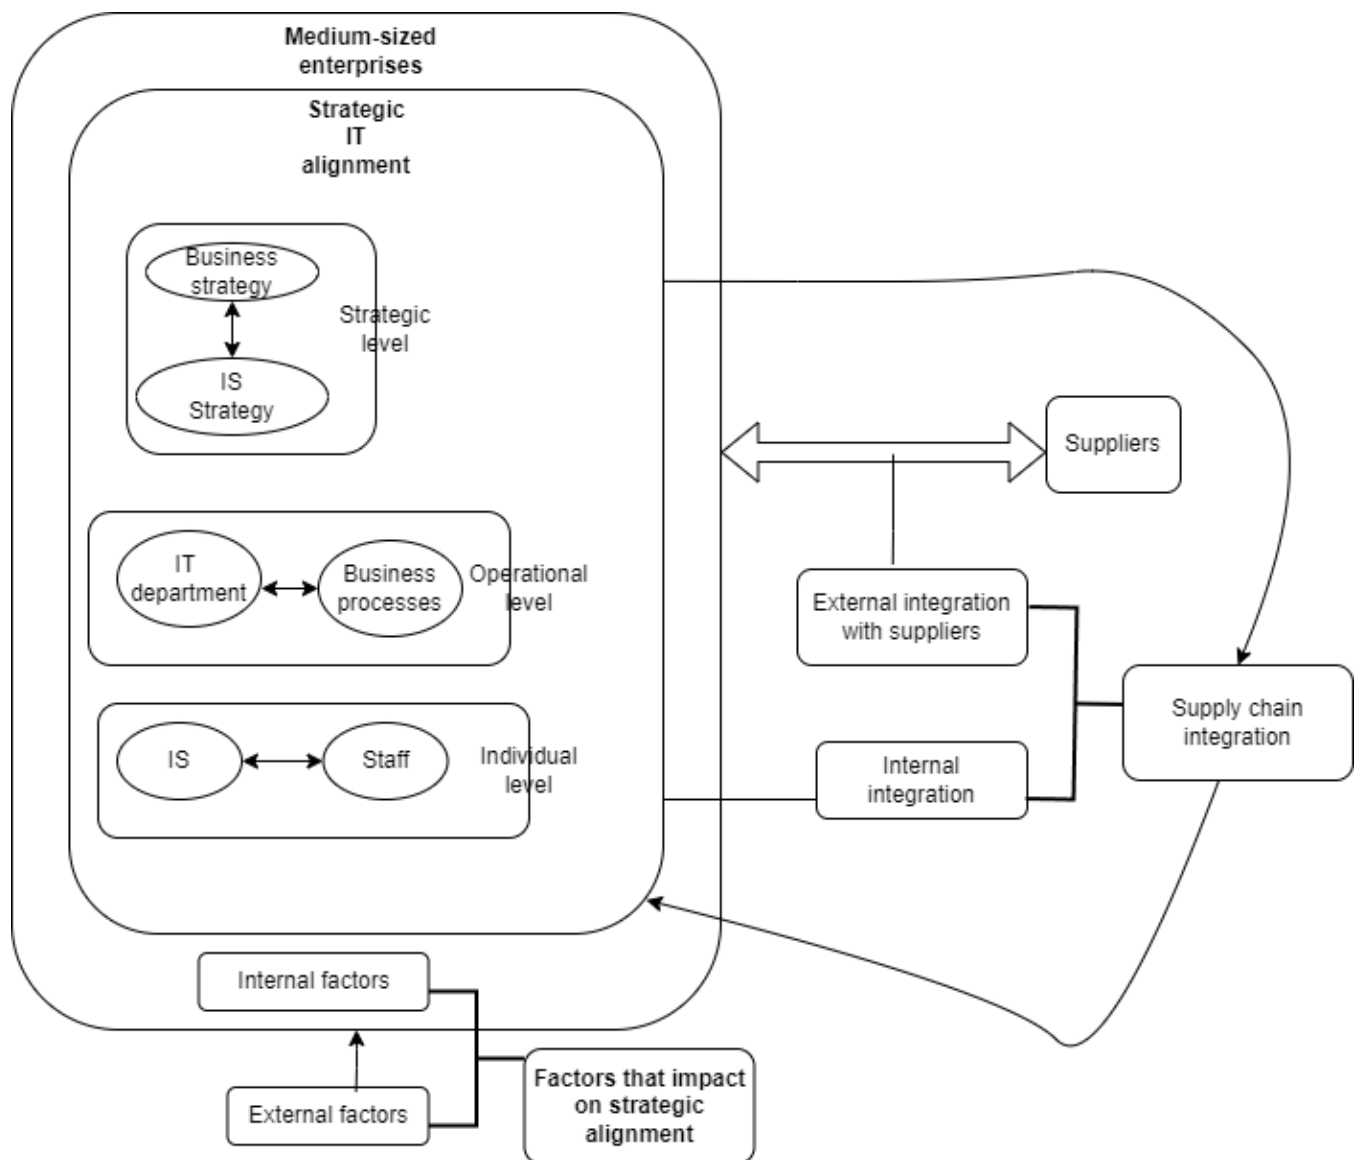 Medium-sized
enterprises
Strategic
IT
alignment
Business
strategy
Strategic
level
IS
Strategy
Suppliers
IT
department
Business
processes
Operational
level
External integration
with suppliers
Supply chain
integration
IS
Staff
Individual
level
Internal
integration
Internal factors
External factors
Factors that impact
on strategic
alignment